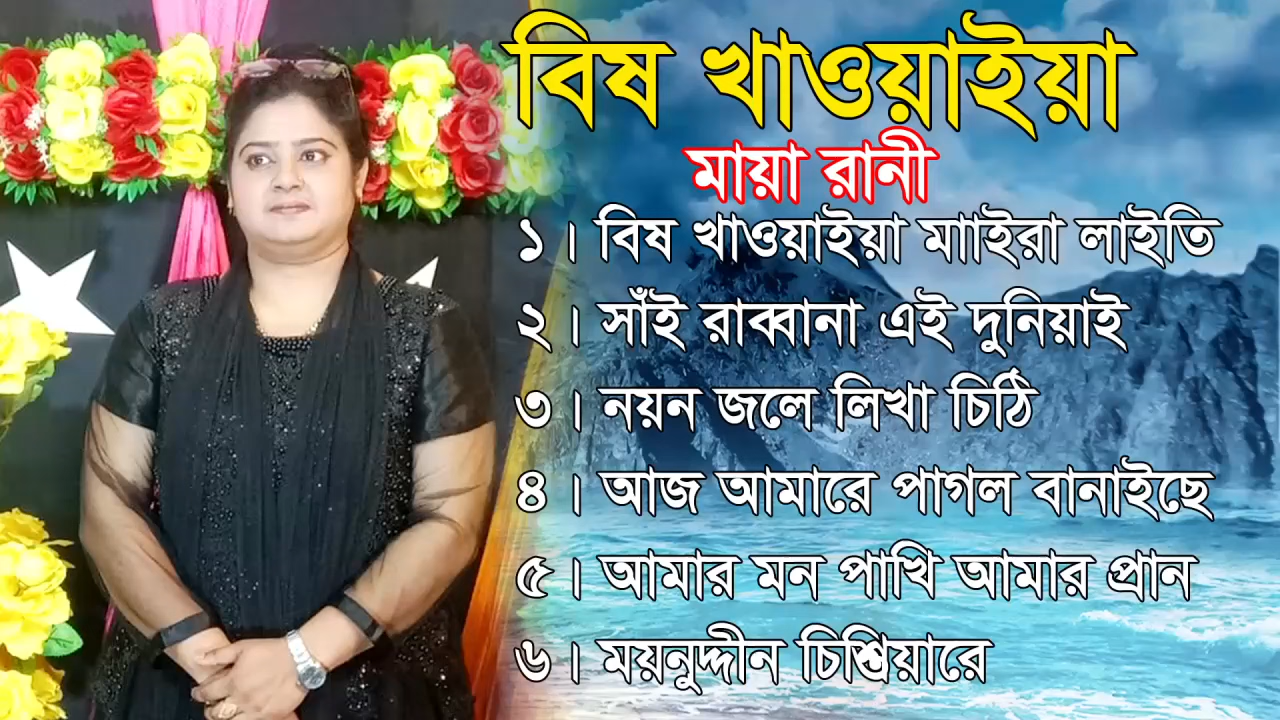 বিষ খাওয়াইয়া
মায়া রানী
১। বিষ খাওয়াইয়া মাাইরা লাইতি
২। সাঁই রাব্বানা এই দুনিয়াই
৩। নয়ন জলে লিখা চিঠি
৪। আজ আমারে পাগল বানাইছে
৫। আমার মন পাখি আমার প্রান
৬। ময়নুদ্দীন চিশ্তিয়ারে